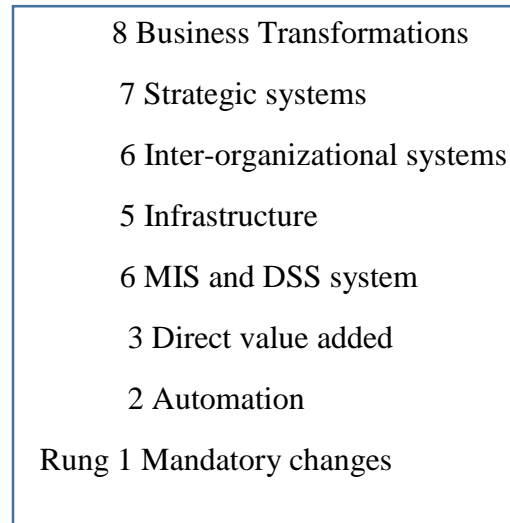 8 Business Transformations
7 Strategic systems
6 Inter-organizational systems
5 Infrastructure
6 MIS and DSS system
3 Direct value added
2 Automation
Rung 1 Mandatory changes